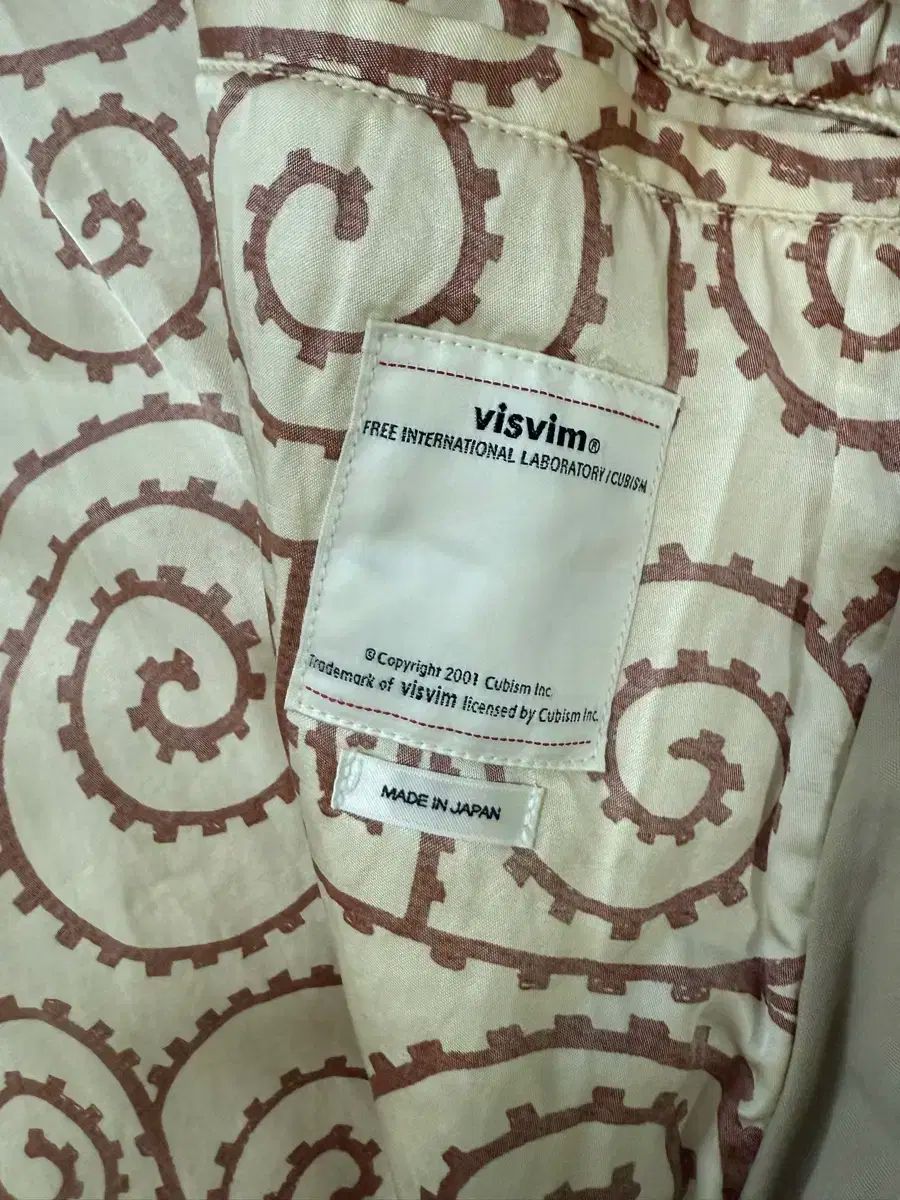 visvim®
FREE INTERNATIONAL LABORATORY/CUBISM
© Copyright 2001 Cubism Inc.
Trademark of visvim licensed by Cubism Inc.
MADE IN JAPAN